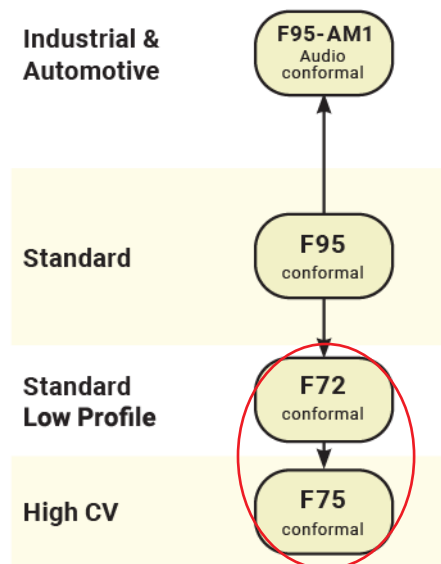 Industrial &
Automotive
F95-AM1
Audio
conformal
Standard
F95
conformal
Standard
Low Profile
F72
conformal
High CV
F75
conformal